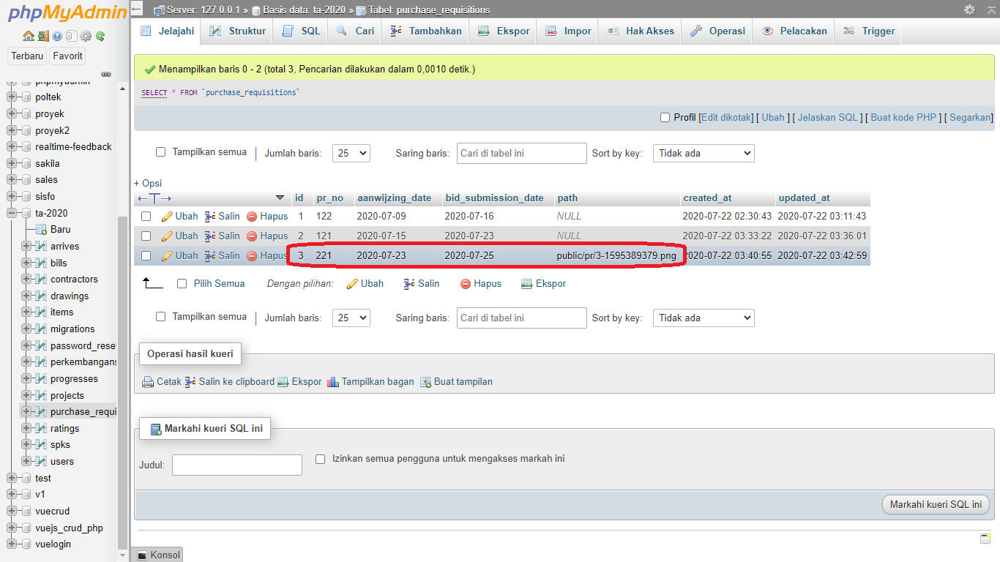 phpMyAdmin
Server: 127.0.0.1 » Basis data: ta-2020 » Tabel: purchase_requisitions
Jelajahi Struktur SQL Cari Tambahkan Ekspor Impor Hak Akses Operasi Pelacakan Trigger
Terbaru Favorit
phpmyadmin
poltek
proyek
proyek2
realtime-feedback
sakila
sales
sisfo
ta-2020
Baru
arrives
bills
contractors
drawings
items
migrations
password_rese
perkembangans
progresses
projects
purchase_requi
ratings
spks
users
test
v1
vuecrud
vuejs_crud_php
vuelogin
Menampilkan baris 0 - 2 (total 3, Pencarian dilakukan dalam 0,0010 detik.)
SELECT * FROM `purchase_requisitions`
Profil [Edit dikotak] [ Ubah ] [ Jelaskan SQL ] [ Buat kode PHP ] [ Segarkan]
Tampilkan semua | Jumlah baris: 25 Saring baris: Cari di tabel ini Sort by key: Tidak ada
+ Opsi
←T→ id pr_no aanwijzing_date bid_submission_date path created_at updated_at
Ubah Salin Hapus 1 122 2020-07-09 2020-07-16 NULL 2020-07-22 02:30:43 2020-07-22 03:11:43
Ubah Salin Hapus 2 121 2020-07-15 2020-07-23 NULL 2020-07-22 03:33:22 2020-07-22 03:36:01
Ubah Salin Hapus 3 221 2020-07-23 2020-07-25 public/pr/3-1595389379.png 2020-07-22 03:40:55 2020-07-22 03:42:59
Pilih Semua Dengan pilihan: Ubah Salin Hapus Ekspor
Tampilkan semua | Jumlah baris: 25 Saring baris: Cari di tabel ini Sort by key: Tidak ada
Operasi hasil kueri
Cetak Salin ke clipboard Ekspor Tampilkan bagan Buat tampilan
Markahi kueri SQL ini
Judul: Izinkan semua pengguna untuk mengakses markah ini
Markahi kueri SQL ini
Konsol